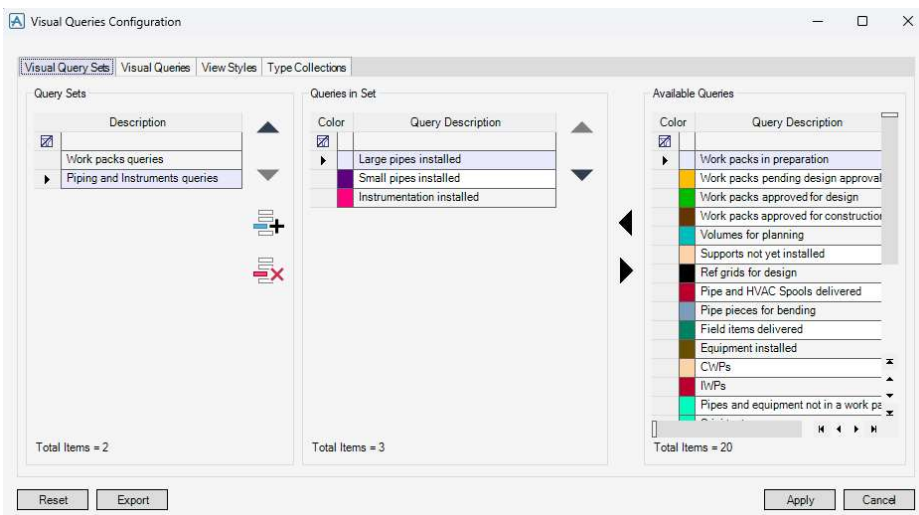 Visual Queries Configuration
Visual Query Sets Visual Queries View Styles Type Collections
Query Sets
Description
Work packs queries
Piping and Instruments queries
Total Items = 2
Queries in Set
Color Query Description
Large pipes installed
Small pipes installed
Instrumentation installed
Total Items = 3
Available Queries
Color Query Description
Work packs in preparation
Work packs pending design approval
Work packs approved for design
Work packs approved for construction
Volumes for planning
Supports not yet installed
Ref grids for design
Pipe and HVAC Spools delivered
Pipe pieces for bending
Field items delivered
Equipment installed
CWPs
IWPs
Pipes and equipment not in a work pa
Total Items = 20
Reset Export Apply Cancel